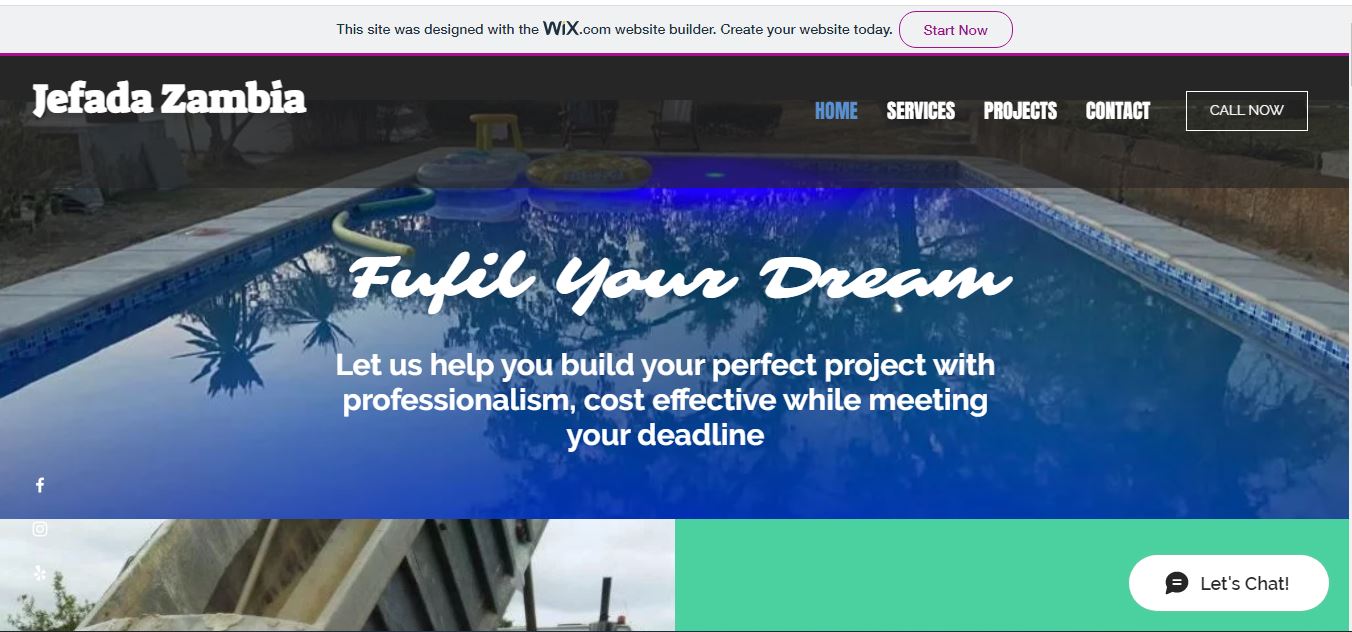 This site was designed with the WiX.com website builder. Create your website today. Start Now
Jefada Zambia
HOME SERVICES PROJECTS CONTACT CALL NOW
Fufil Your Dream
Let us help you build your perfect project with
professionalism, cost effective while meeting
your deadline
Let's Chat!